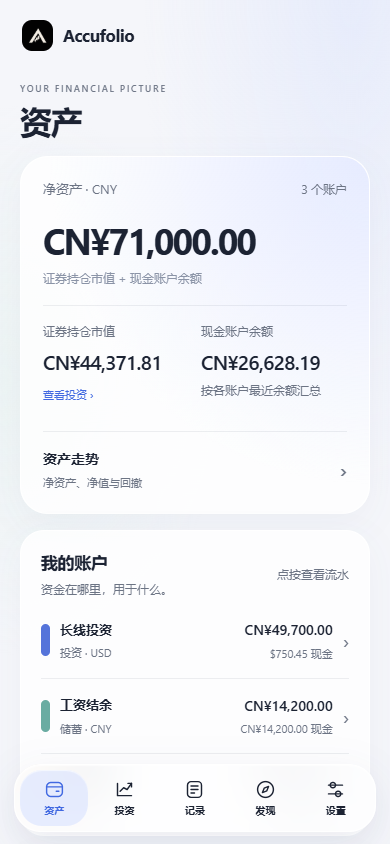 Accufolio
YOUR FINANCIAL PICTURE
资产
净资产 · CNY
3 个账户
CN¥71,000.00
证券持仓市值 + 现金账户余额
证券持仓市值
现金账户余额
CN¥44,371.81
CN¥26,628.19
查看投资 ›
按各账户最近余额汇总
资产走势
净资产、净值与回撤
我的账户
点按查看流水
资金在哪里，用于什么。
长线投资
CN¥49,700.00
投资 · USD
$750.45 现金
工资结余
CN¥14,200.00
储蓄 · CNY
CN¥14,200.00 现金
资产
投资
记录
发现
设置